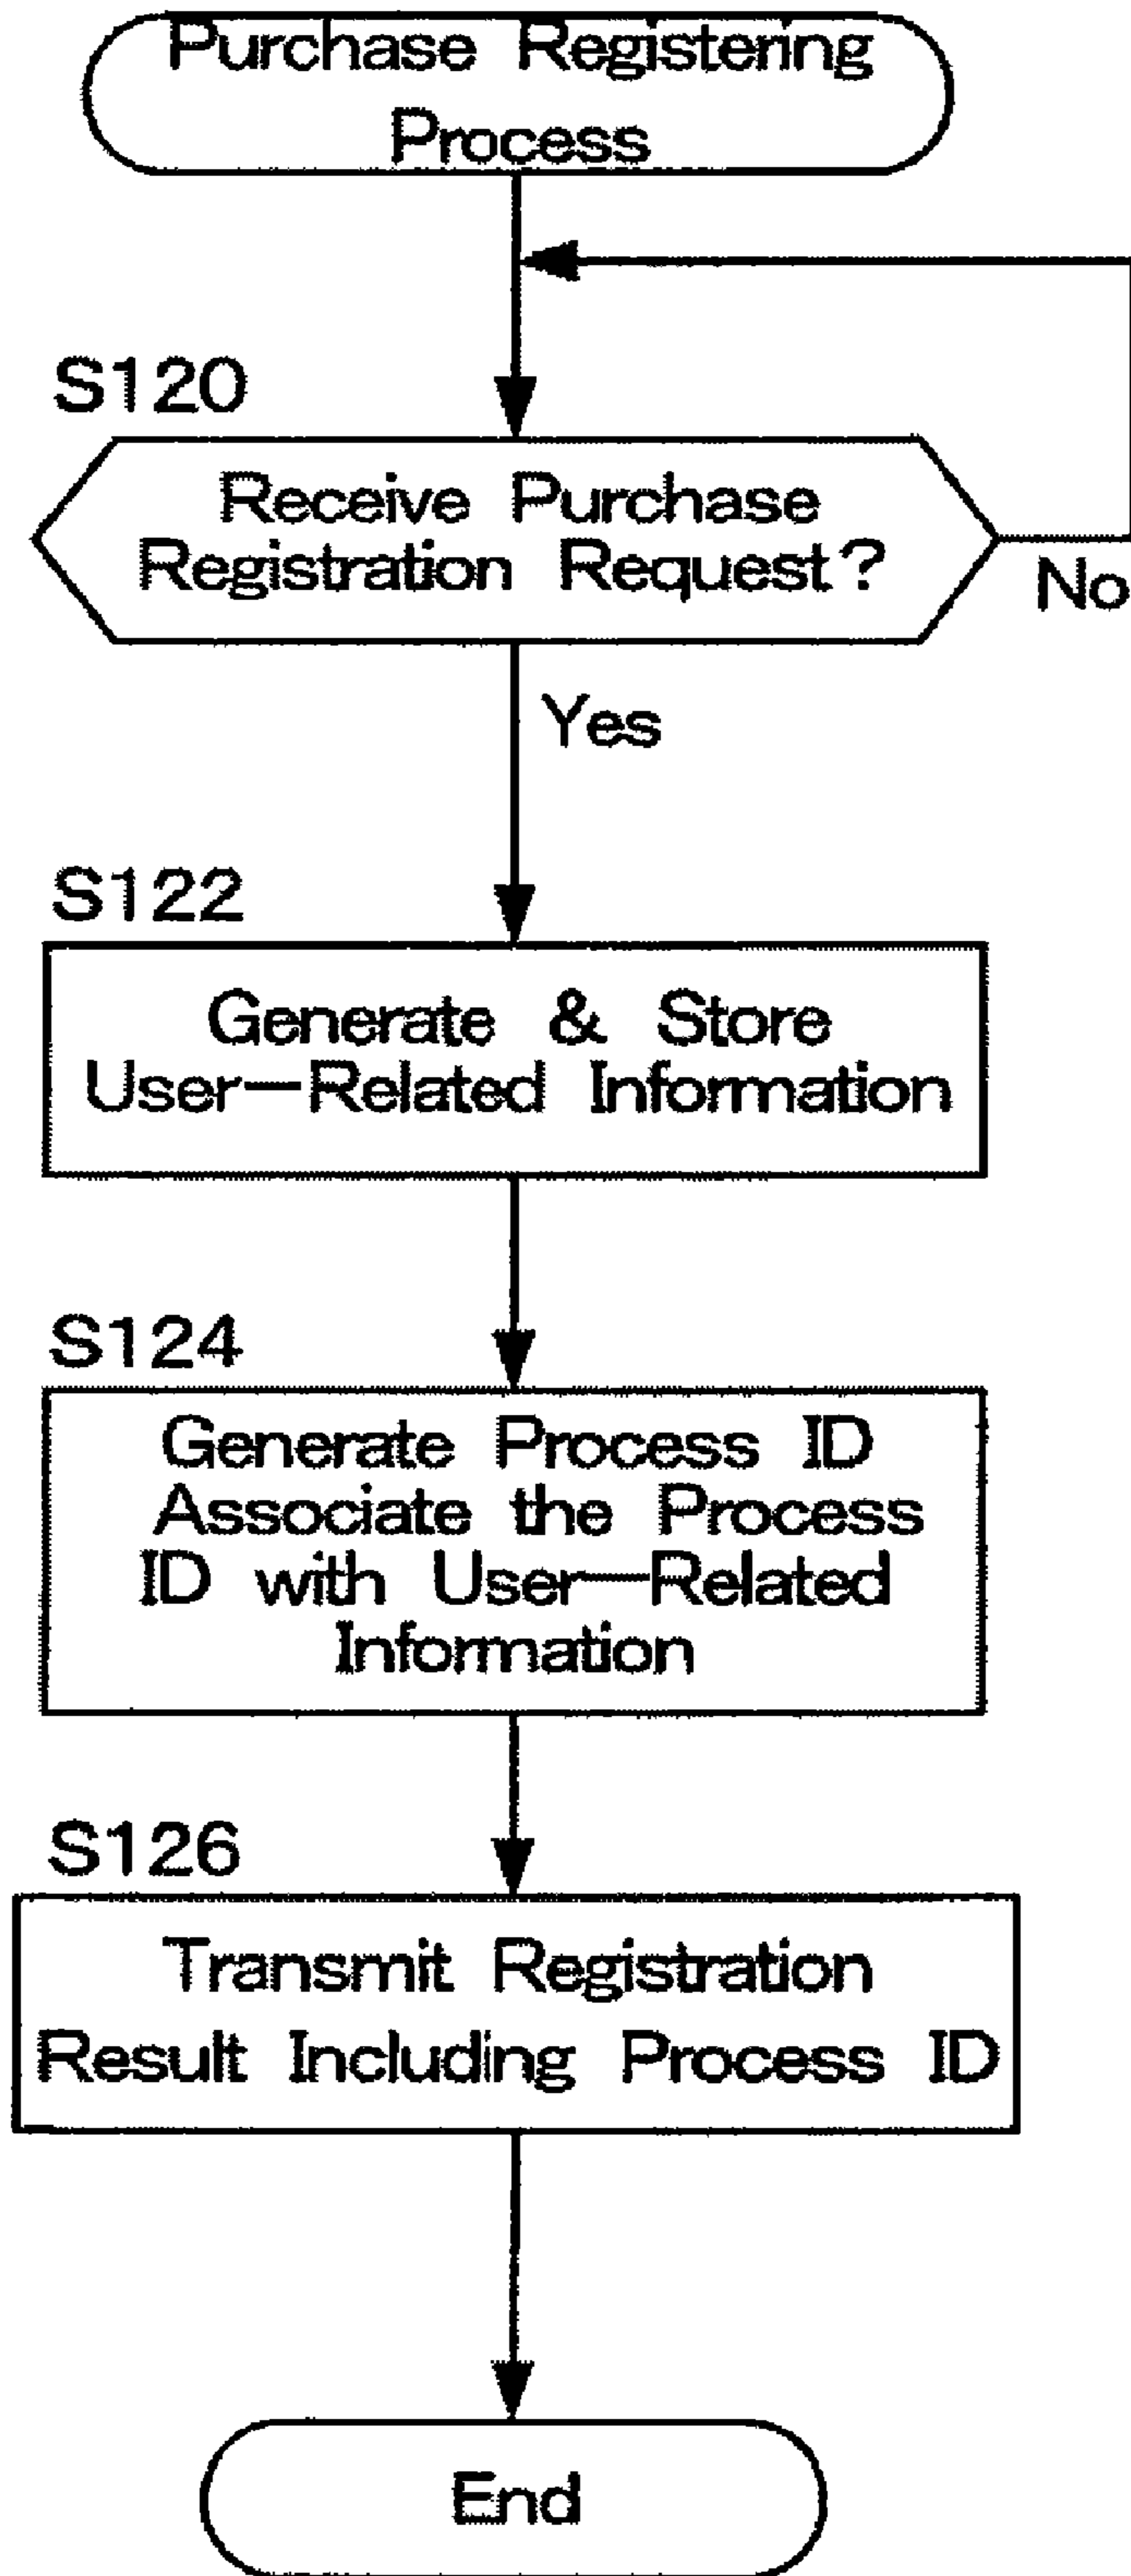 Purchase Registering
Process
S120
Receive Purchase
Registration Request?
No
Yes
S122
Generate & Store
User-Related Information
S124
Generate Process ID
Associate the Process
ID with User-Related
Information
S126
Transmit Registration
Result Including Process ID
End